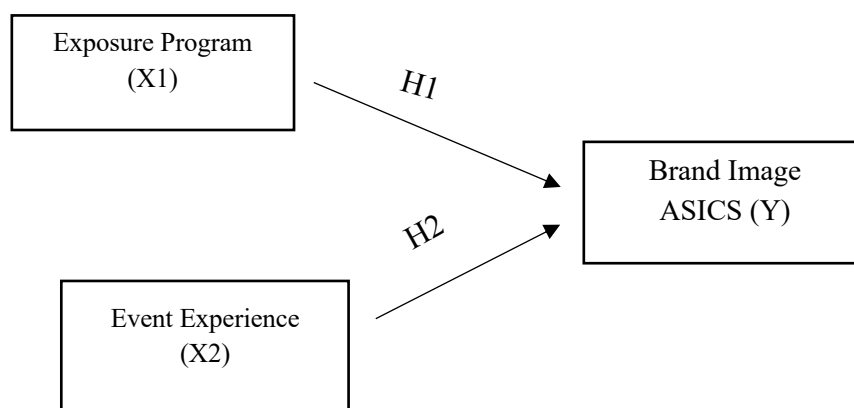 Exposure Program
(X1)
H1
Brand Image
ASICS (Y)
H2
Event Experience
(X2)